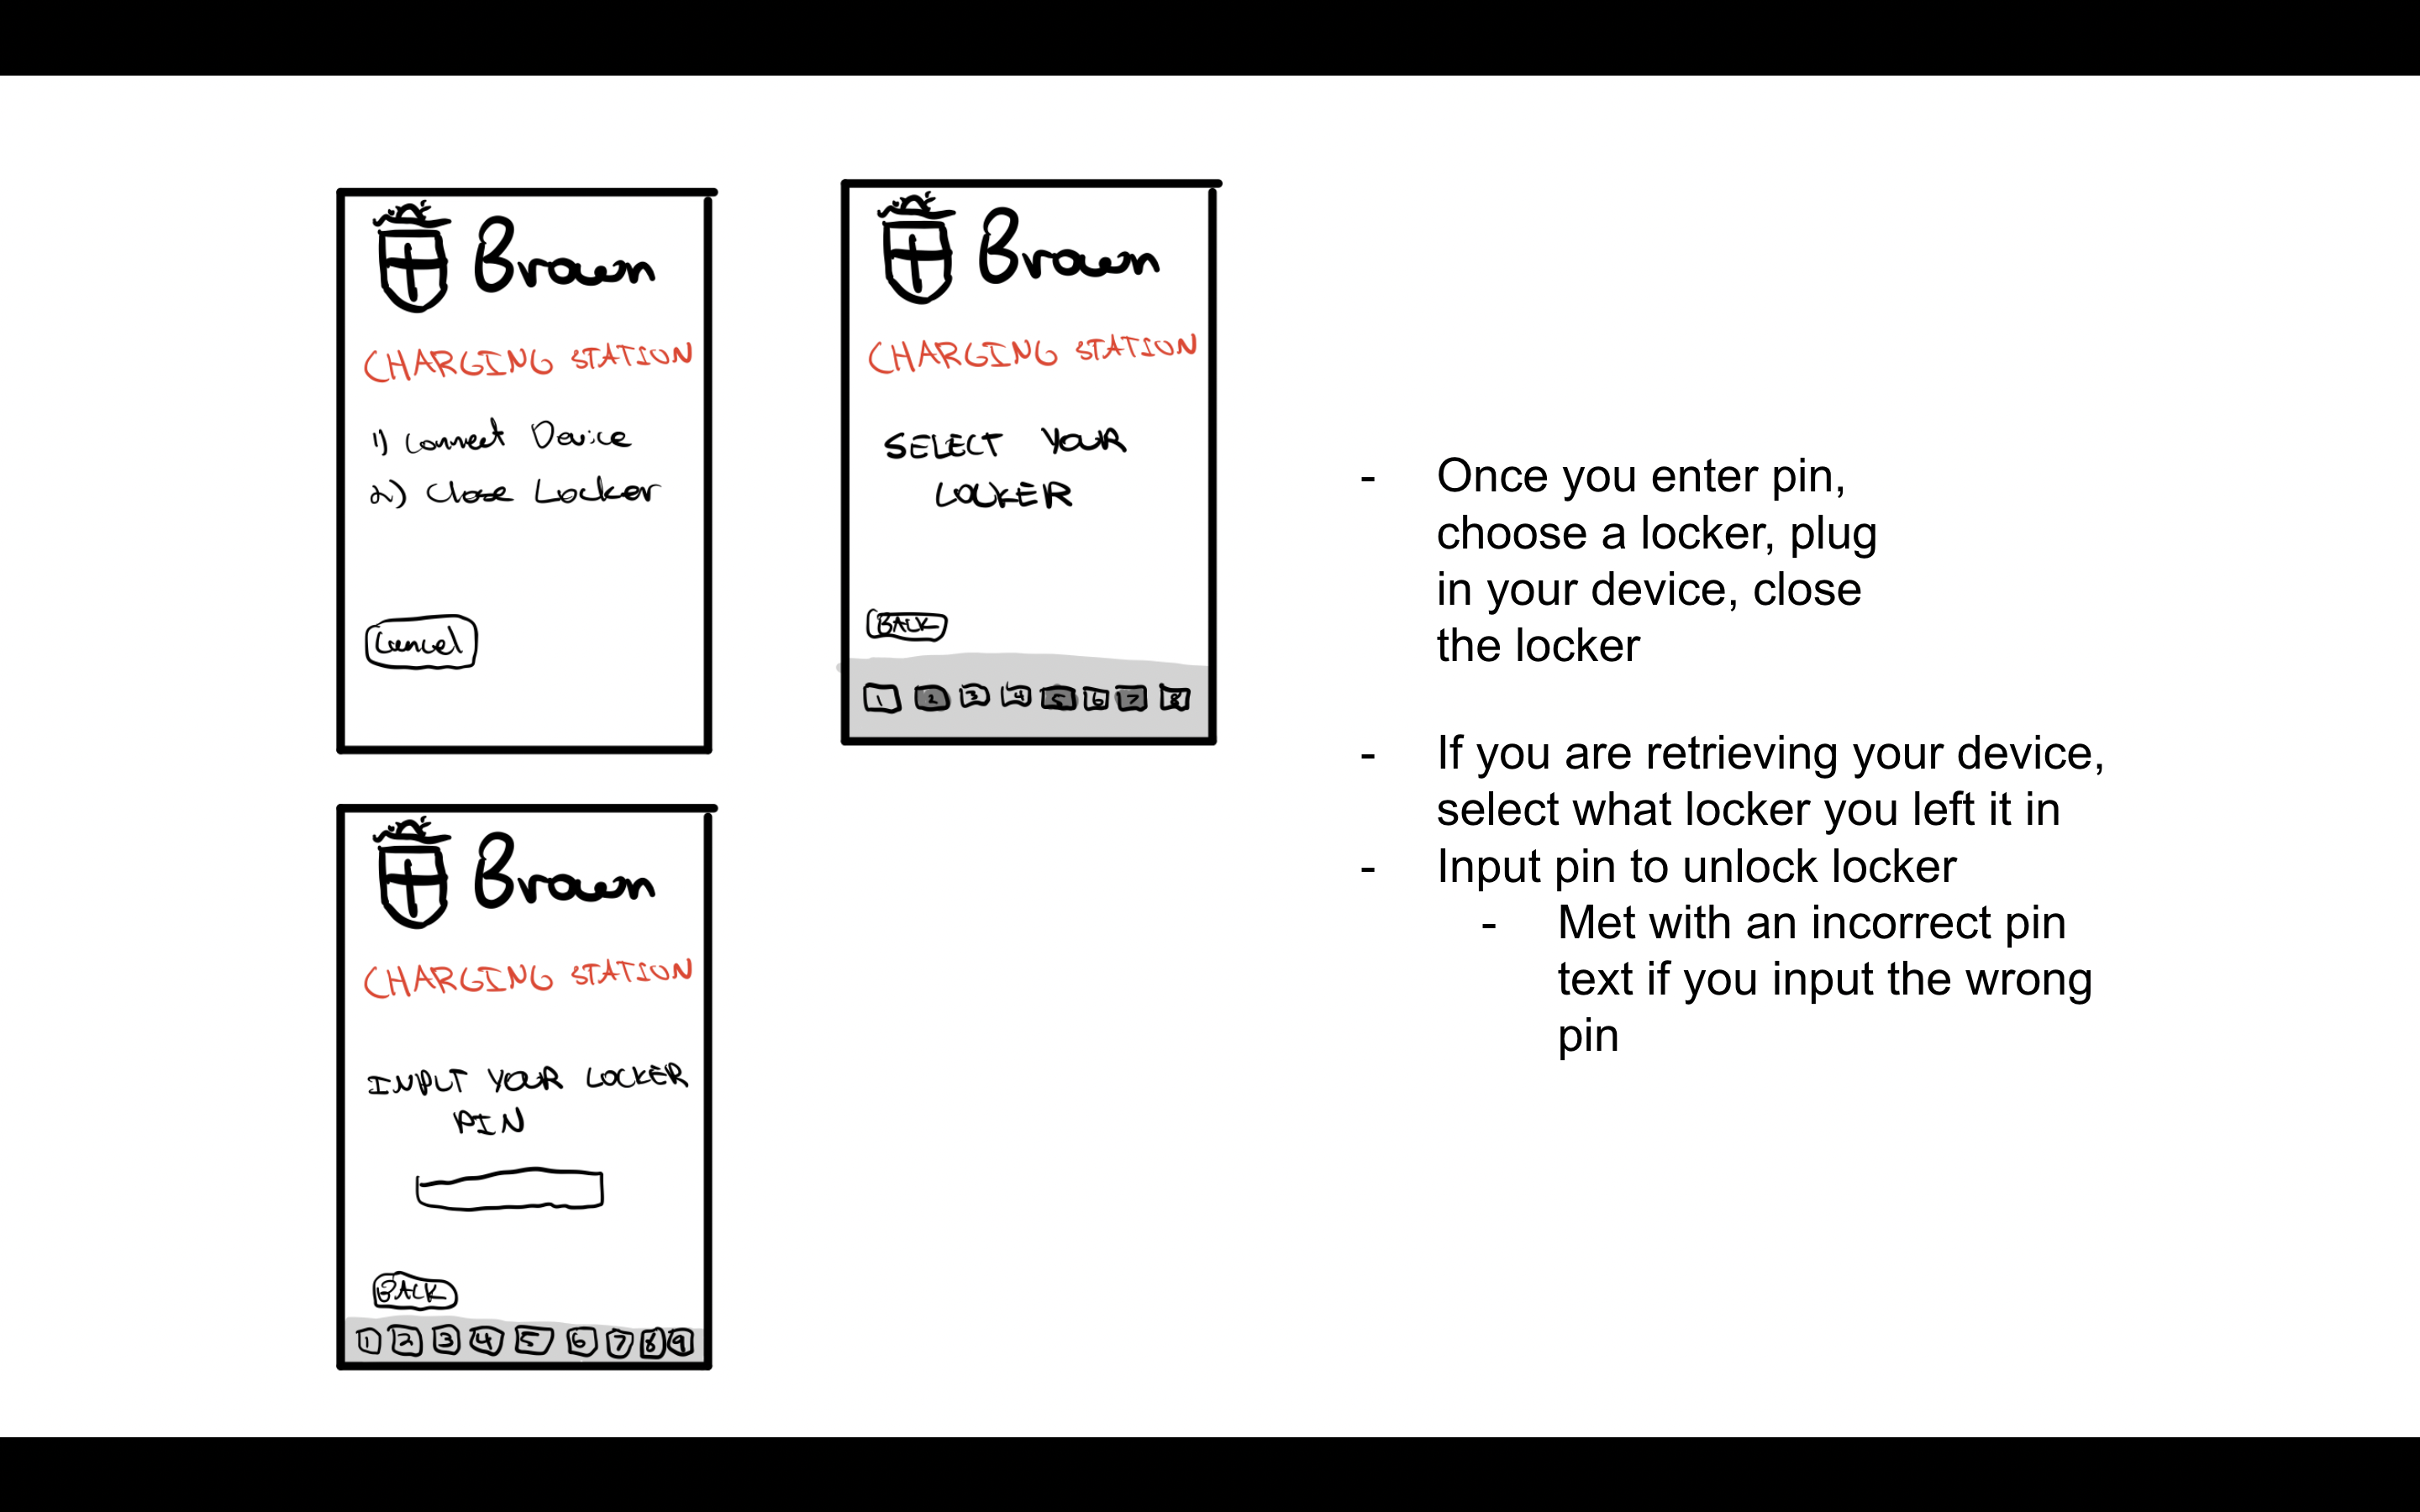 Brown
CHARGING STATION
1) Connect Device
2) Close Locker
Cancel
Brown
CHARGING STATION
SELECT YOUR
LOCKER
BACK
1 2 3 4 5 6 7 8
Brown
CHARGING STATION
INPUT YOUR LOCKER
PIN
BACK
1 2 3 4 5 6 7 8 9
- Once you enter pin,
choose a locker, plug
in your device, close
the locker
- If you are retrieving your device,
select what locker you left it in
- Input pin to unlock locker
- Met with an incorrect pin
text if you input the wrong
pin